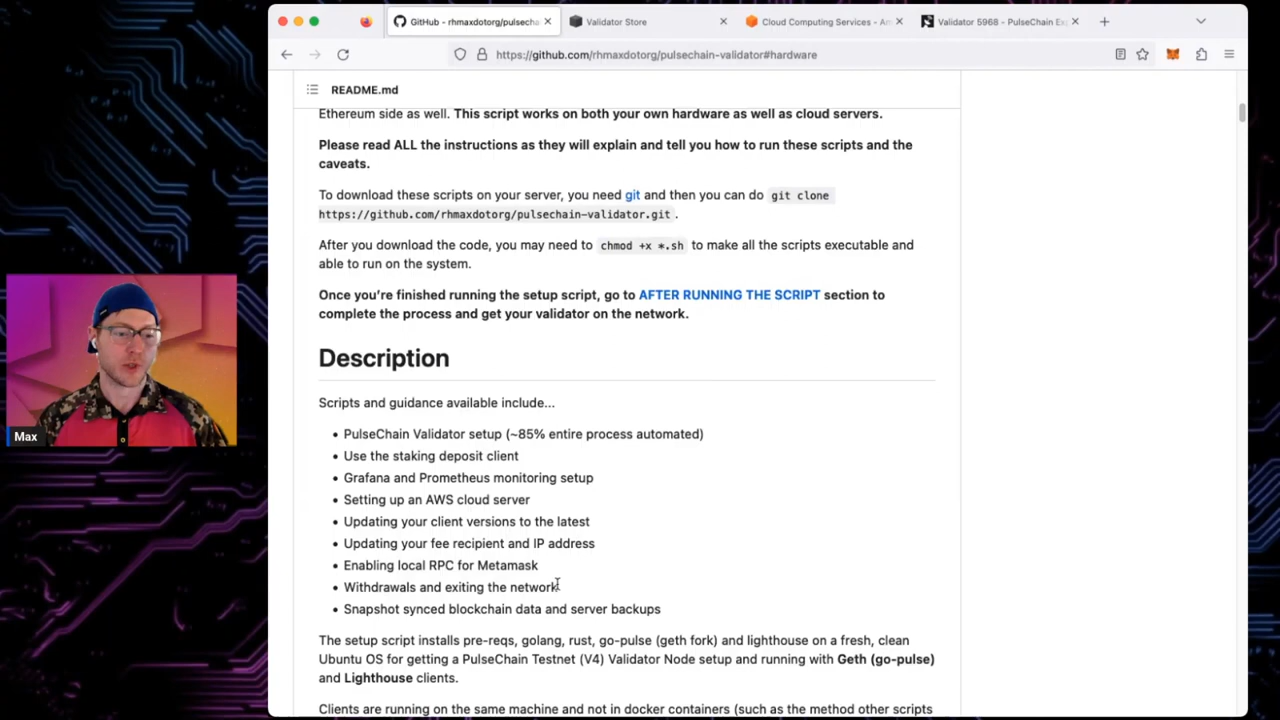 GitHub - rhmaxdotorg/pulsecha
Validator Store
Cloud Computing Services - Am
Validator 5968 - PulseChain Ex
https://github.com/rhmaxdotorg/pulsechain-validator#hardware
README.md
Ethereum side as well. This script works on both your own hardware as well as cloud servers.
Please read ALL the instructions as they will explain and tell you how to run these scripts and the
caveats.
To download these scripts on your server, you need git and then you can do git clone
https://github.com/rhmaxdotorg/pulsechain-validator.git .
After you download the code, you may need to chmod +x *.sh to make all the scripts executable and
able to run on the system.
Once you’re finished running the setup script, go to AFTER RUNNING THE SCRIPT section to
complete the process and get your validator on the network.
Description
Scripts and guidance available include...
• PulseChain Validator setup (~85% entire process automated)
• Use the staking deposit client
• Grafana and Prometheus monitoring setup
• Setting up an AWS cloud server
• Updating your client versions to the latest
• Updating your fee recipient and IP address
• Enabling local RPC for Metamask
• Withdrawals and exiting the network
• Snapshot synced blockchain data and server backups
The setup script installs pre-reqs, golang, rust, go-pulse (geth fork) and lighthouse on a fresh, clean
Ubuntu OS for getting a PulseChain Testnet (V4) Validator Node setup and running with Geth (go-pulse)
and Lighthouse clients.
Clients are running on the same machine and not in docker containers (such as the method other scripts
Max